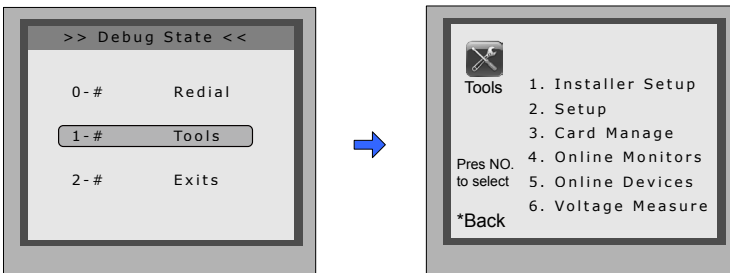 >> Debug State <<
0-# Redial
1-# Tools
2-# Exits
Tools
1. Installer Setup
2. Setup
3. Card Manage
4. Online Monitors
5. Online Devices
6. Voltage Measure
Pres NO.
to select
*Back